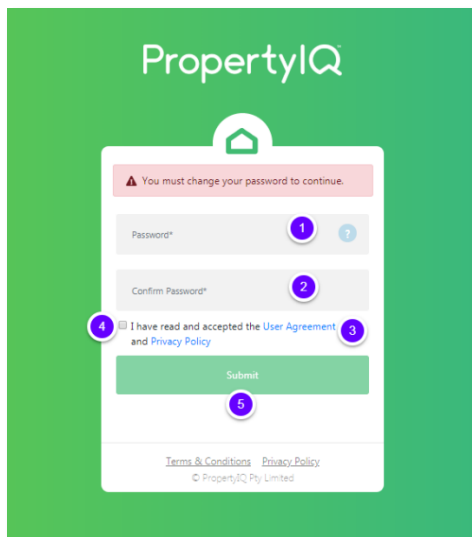 PropertyIQ
You must change your password to continue.
Password*
1
?
Confirm Password*
2
4
I have read and accepted the User Agreement
3
and Privacy Policy
Submit
5
Terms & Conditions Privacy Policy
© PropertyIQ Pty Limited